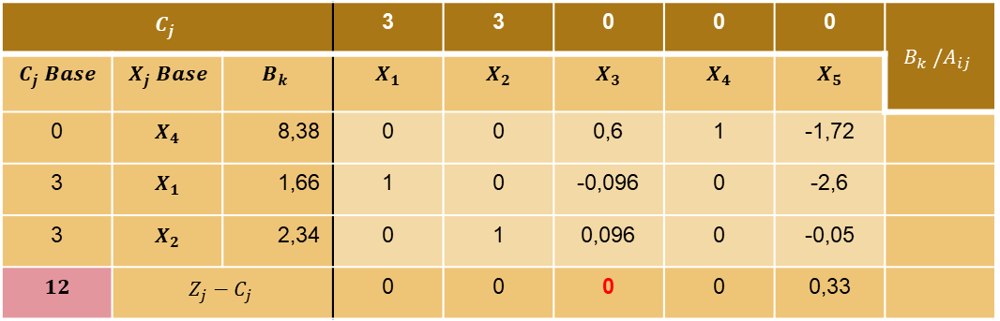 C_j 3 3 0 0 0 B_k /A_ij
C_j Base X_j Base B_k X_1 X_2 X_3 X_4 X_5
0 X_4 8,38 0 0 0,6 1 -1,72
3 X_1 1,66 1 0 -0,096 0 -2,6
3 X_2 2,34 0 1 0,096 0 -0,05
12 Z_j − C_j 0 0 0 0 0,33